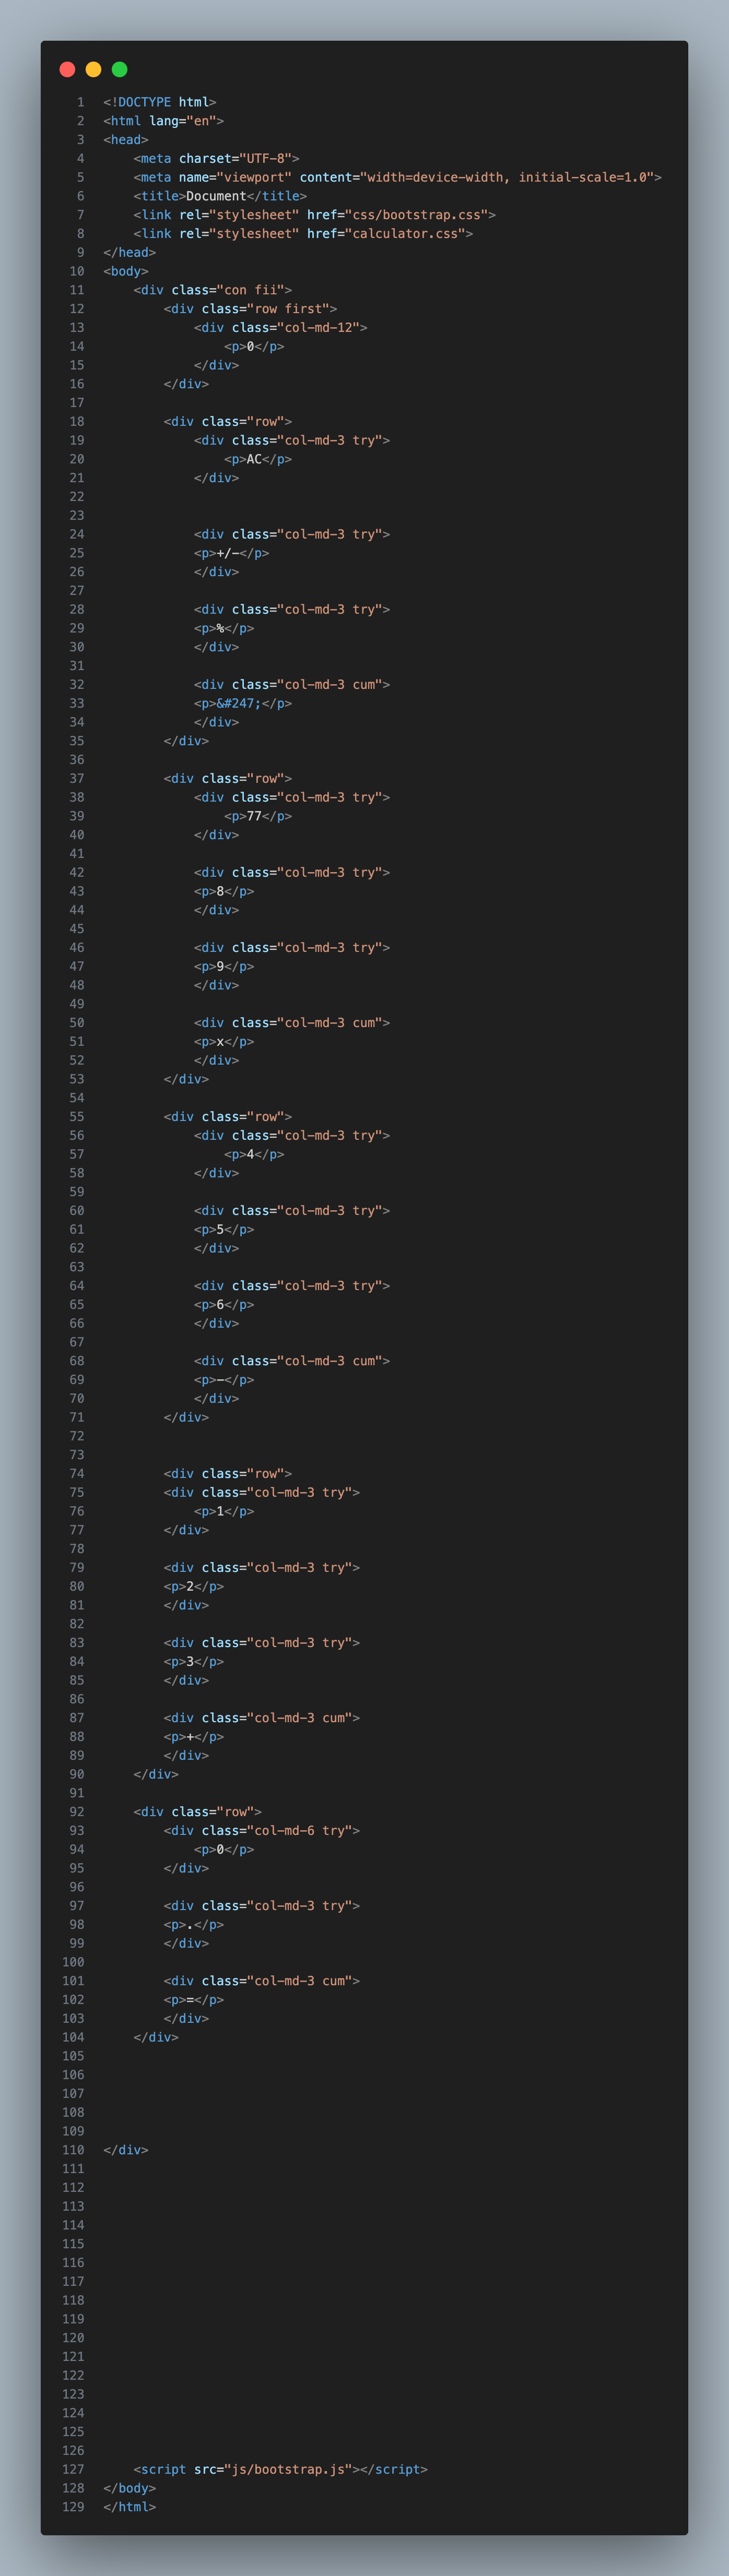 1 <!DOCTYPE html>
2 <html lang="en">
3 <head>
4     <meta charset="UTF-8">
5     <meta name="viewport" content="width=device-width, initial-scale=1.0">
6     <title>Document</title>
7     <link rel="stylesheet" href="css/bootstrap.css">
8     <link rel="stylesheet" href="calculator.css">
9 </head>
10 <body>
11     <div class="con fii">
12         <div class="row first">
13             <div class="col-md-12">
14                 <p>0</p>
15             </div>
16         </div>
17
18         <div class="row">
19             <div class="col-md-3 try">
20                 <p>AC</p>
21             </div>
22
23
24             <div class="col-md-3 try">
25             <p>+/-</p>
26             </div>
27
28             <div class="col-md-3 try">
29             <p>%</p>
30             </div>
31
32             <div class="col-md-3 cum">
33             <p>&#247;</p>
34             </div>
35         </div>
36
37         <div class="row">
38             <div class="col-md-3 try">
39                 <p>77</p>
40             </div>
41
42             <div class="col-md-3 try">
43             <p>8</p>
44             </div>
45
46             <div class="col-md-3 try">
47             <p>9</p>
48             </div>
49
50             <div class="col-md-3 cum">
51             <p>x</p>
52             </div>
53         </div>
54
55         <div class="row">
56             <div class="col-md-3 try">
57                 <p>4</p>
58             </div>
59
60             <div class="col-md-3 try">
61             <p>5</p>
62             </div>
63
64             <div class="col-md-3 try">
65             <p>6</p>
66             </div>
67
68             <div class="col-md-3 cum">
69             <p>-</p>
70             </div>
71         </div>
72
73
74         <div class="row">
75         <div class="col-md-3 try">
76             <p>1</p>
77         </div>
78
79         <div class="col-md-3 try">
80         <p>2</p>
81         </div>
82
83         <div class="col-md-3 try">
84         <p>3</p>
85         </div>
86
87         <div class="col-md-3 cum">
88         <p>+</p>
89         </div>
90     </div>
91
92     <div class="row">
93         <div class="col-md-6 try">
94             <p>0</p>
95         </div>
96
97         <div class="col-md-3 try">
98         <p>.</p>
99         </div>
100
101         <div class="col-md-3 cum">
102         <p>=</p>
103         </div>
104     </div>
105
106
107
108
109
110 </div>
111
112
113
114
115
116
117
118
119
120
121
122
123
124
125
126
127     <script src="js/bootstrap.js"></script>
128 </body>
129 </html>